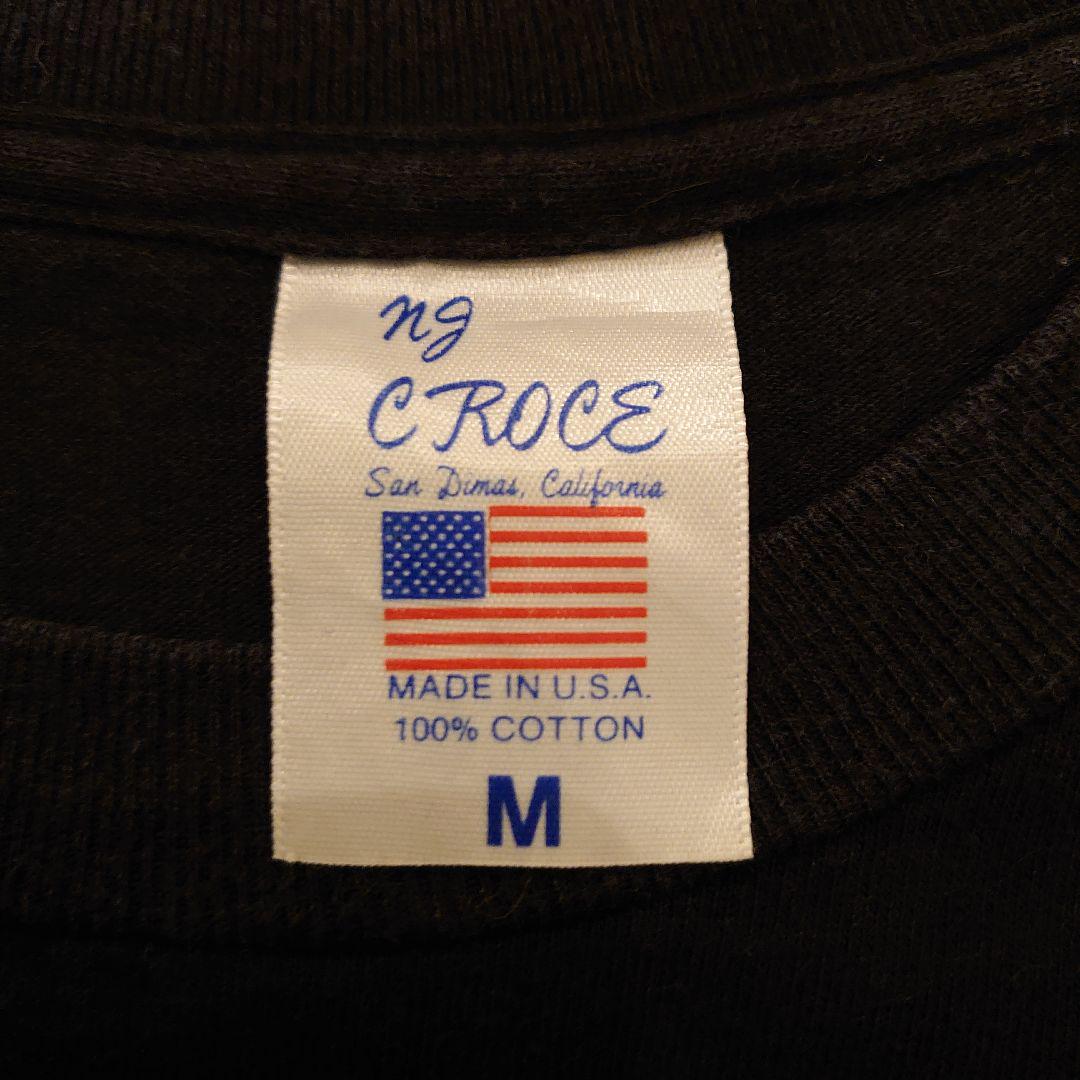 NJ
CROCE
San Dimas, California
MADE IN U.S.A.
100% COTTON
M